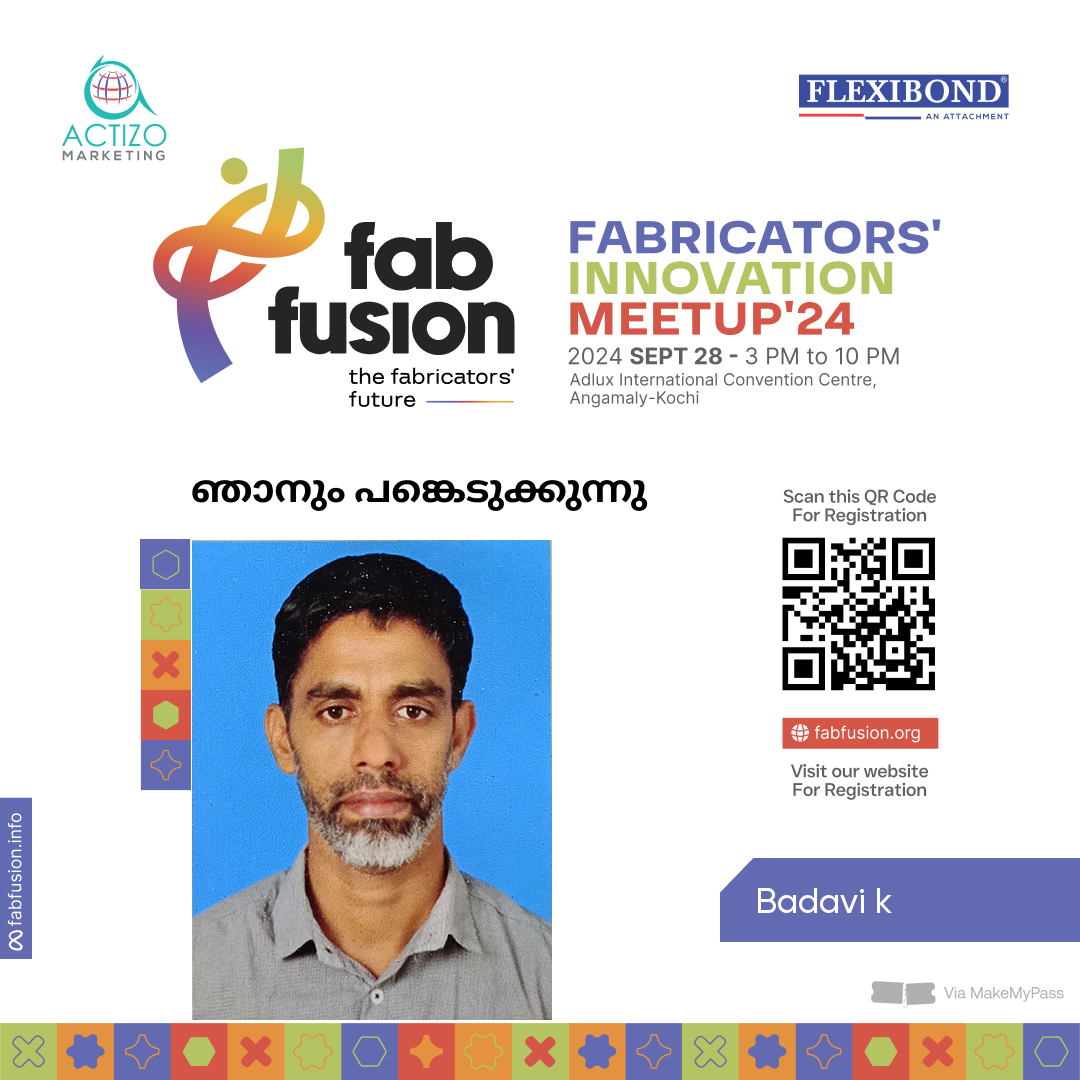 ACTIZO
MARKETING
FLEXIBOND®
AN ATTACHMENT
fab
fusion
the fabricators'
future
FABRICATORS'
INNOVATION
MEETUP'24
2024 SEPT 28 - 3 PM to 10 PM
Adlux International Convention Centre,
Angamaly-Kochi
ഞാനും പങ്കെടുക്കുന്നു
Scan this QR Code
For Registration
fabfusion.org
Visit our website
For Registration
fabfusion.info
Badavi k
Via MakeMyPass